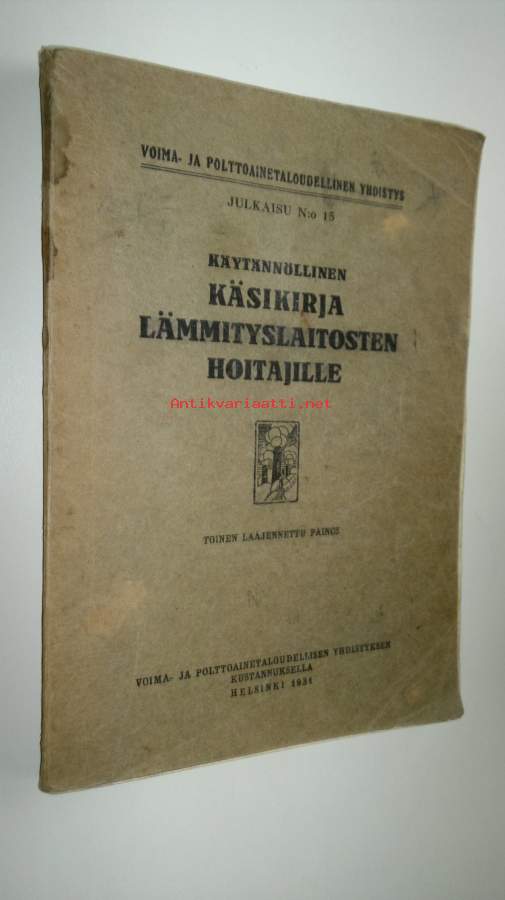 VOIMA- JA POLTTOAINETALOUDELLINEN YHDISTYS
JULKAISU N:o 15
KÄYTÄNNÖLLINEN
KÄSIKIRJA
LÄMMITYSLAITOSTEN
HOITAJILLE
Antikvariaatti.net
TOINEN LAAJENNETTU PAINOS
VOIMA- JA POLTTOAINETALOUDELLISEN YHDISTYKSEN
KUSTANNUKSELLA
HELSINKI 1931